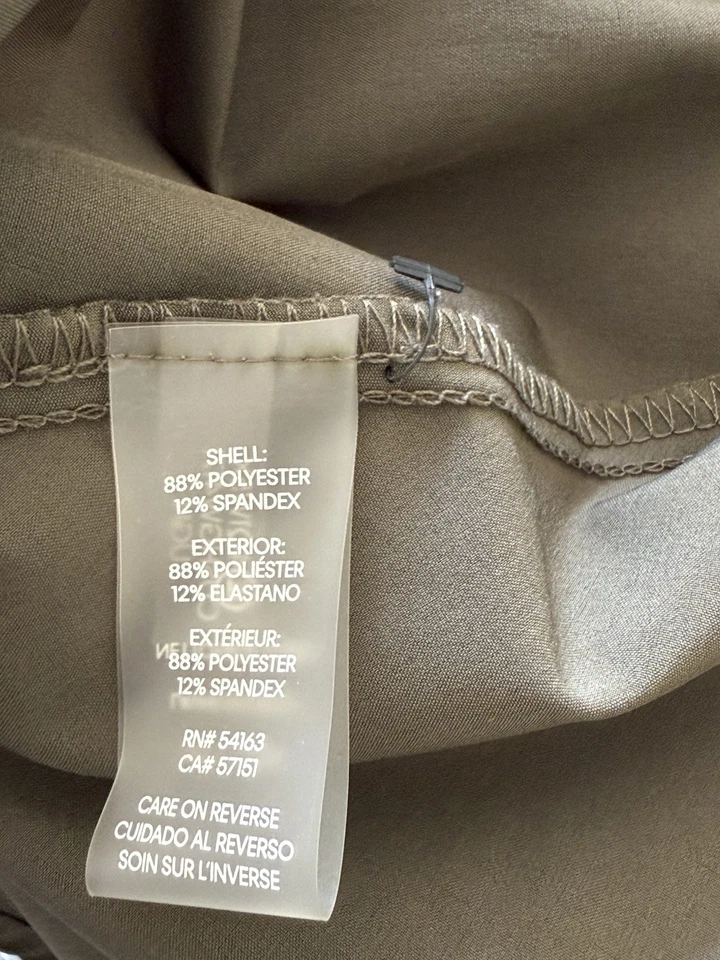 SHELL:
88% POLYESTER
12% SPANDEX
EXTERIOR:
88% POLIÉSTER
12% ELASTANO
EXTÉRIEUR:
88% POLYESTER
12% SPANDEX
RN# 54163
CA# 57151
CARE ON REVERSE
CUIDADO AL REVERSO
SOIN SUR L'INVERSE